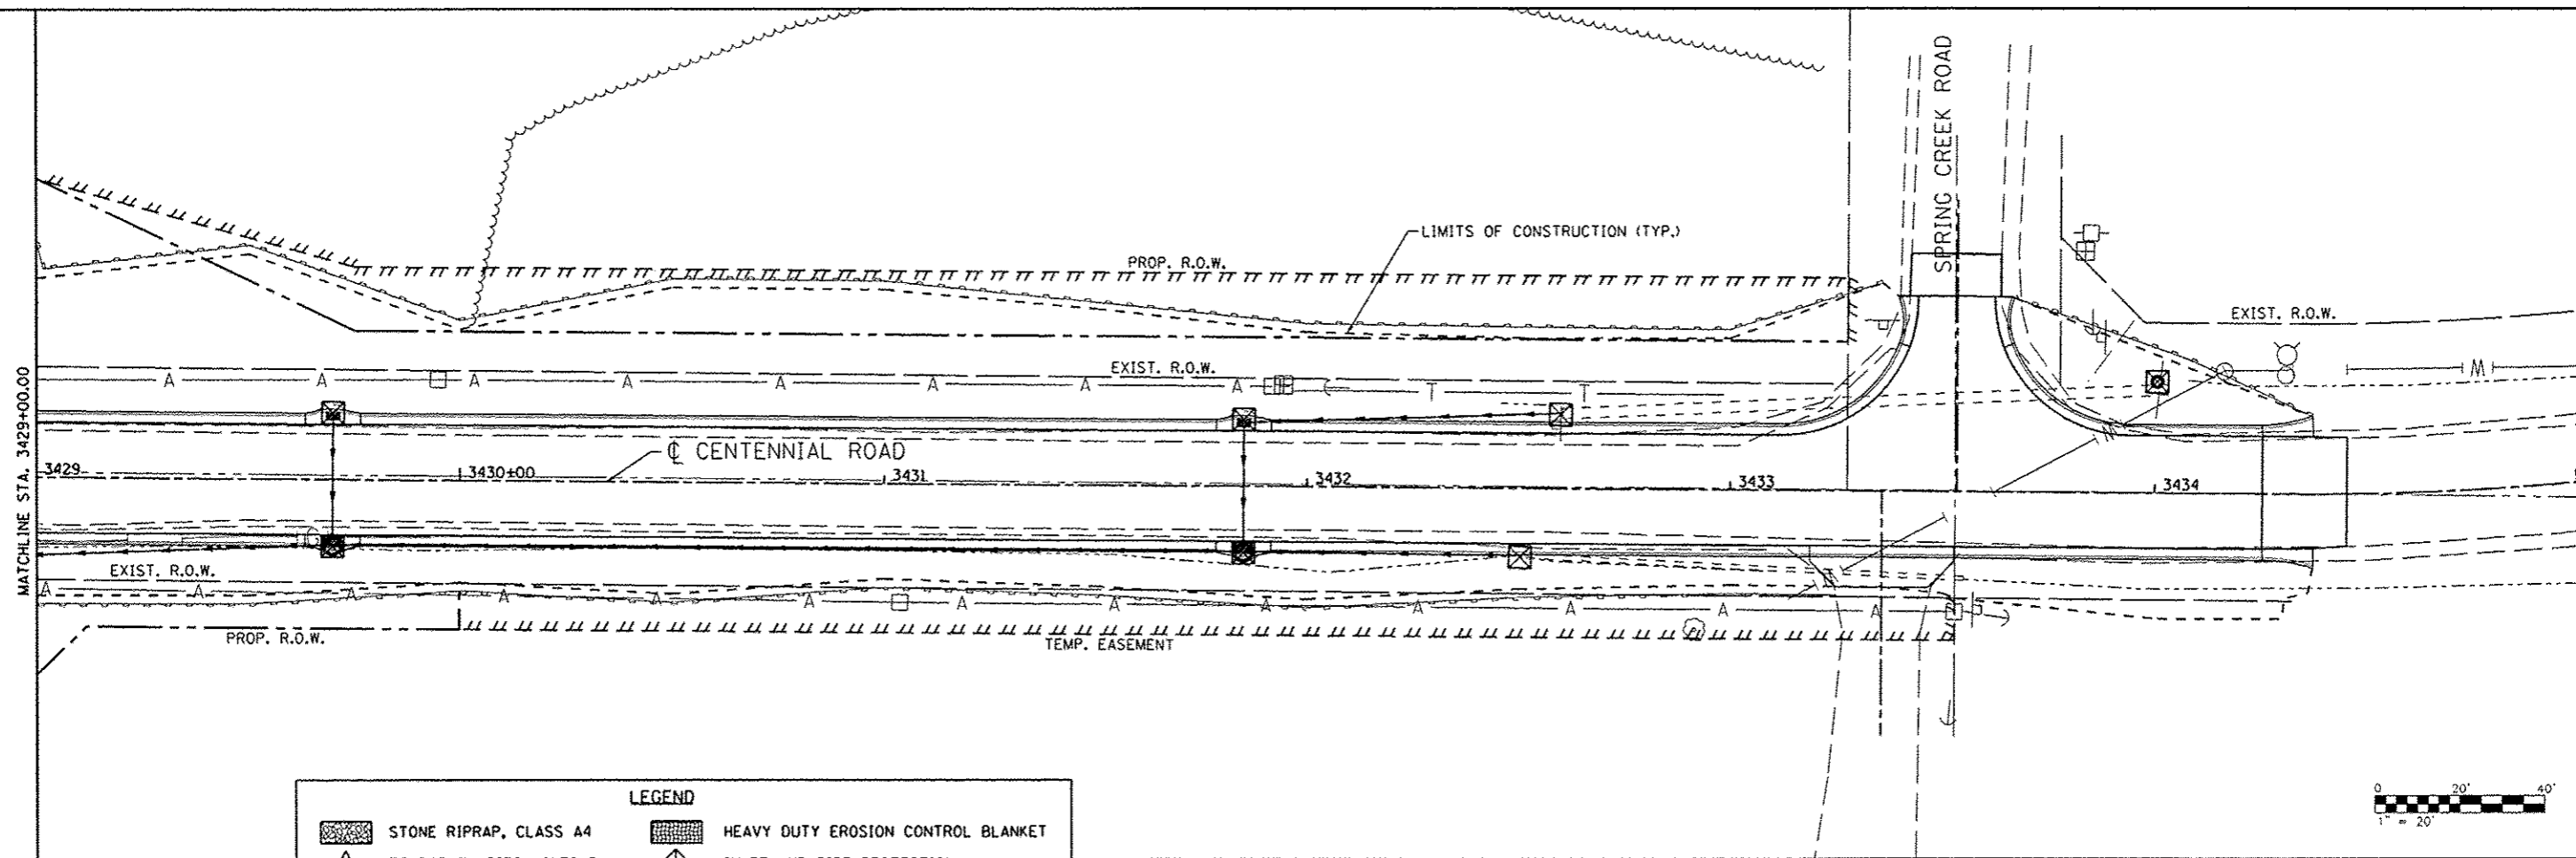 SPRING CREEK ROAD
LIMITS OF CONSTRUCTION (TYP.)
PROP. R.O.W.
EXIST. R.O.W.
EXIST. R.O.W.
A A A A A A A A T T
MATCHLINE STA. 3429+00.00
℄ CENTENNIAL ROAD
3429 3430+00 3431 3432 3433 3434
EXIST. R.O.W.
A A A A A A A A A A A A A
PROP. R.O.W.
TEMP. EASEMENT
LEGEND
STONE RIPRAP, CLASS A4
HEAVY DUTY EROSION CONTROL BLANKET
0 20' 40'
1" = 20'